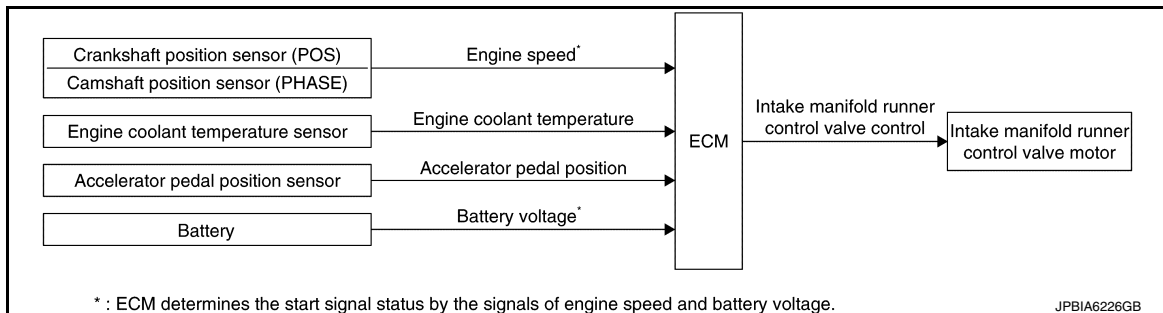 Crankshaft position sensor (POS)
Camshaft position sensor (PHASE)
Engine speed*
Engine coolant temperature sensor
Engine coolant temperature
Accelerator pedal position sensor
Accelerator pedal position
Battery
Battery voltage*
ECM
Intake manifold runner
control valve control
Intake manifold runner
control valve motor
* : ECM determines the start signal status by the signals of engine speed and battery voltage.
JPBIA6226GB